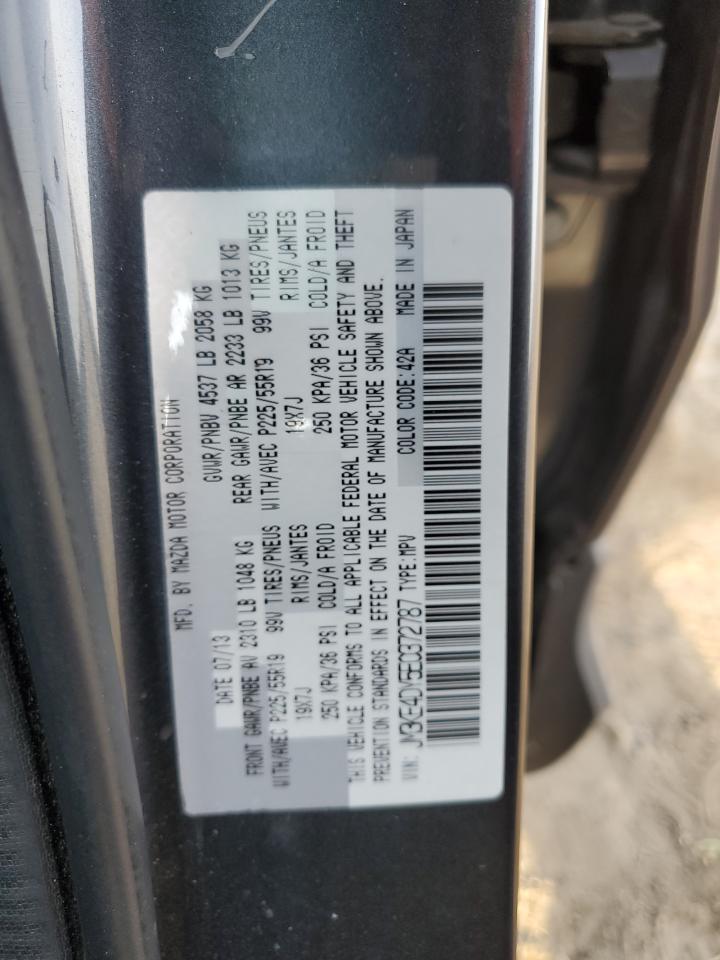 MFD. BY MAZDA MOTOR CORPORATION
DATE 07/13 GVWR/PNBV 4537 LB 2058 KG
FRONT GAWR/PNBE AV 2310 LB 1048 KG REAR GAWR/PNBE AR 2233 LB 1013 KG
WITH/AVEC P225/55R19 99V TIRES/PNEUS WITH/AVEC P225/55R19 99V TIRES/PNEUS
19X7J RIMS/JANTES 19X7J RIMS/JANTES
250 KPA/36 PSI COLD/A FROID 250 KPA/36 PSI COLD/A FROID
THIS VEHICLE CONFORMS TO ALL APPLICABLE FEDERAL MOTOR VEHICLE SAFETY AND THEFT
PREVENTION STANDARDS IN EFFECT ON THE DATE OF MANUFACTURE SHOWN ABOVE.
VIN: JM3KE4DY5E0372787 TYPE:MPV COLOR CODE:42A MADE IN JAPAN